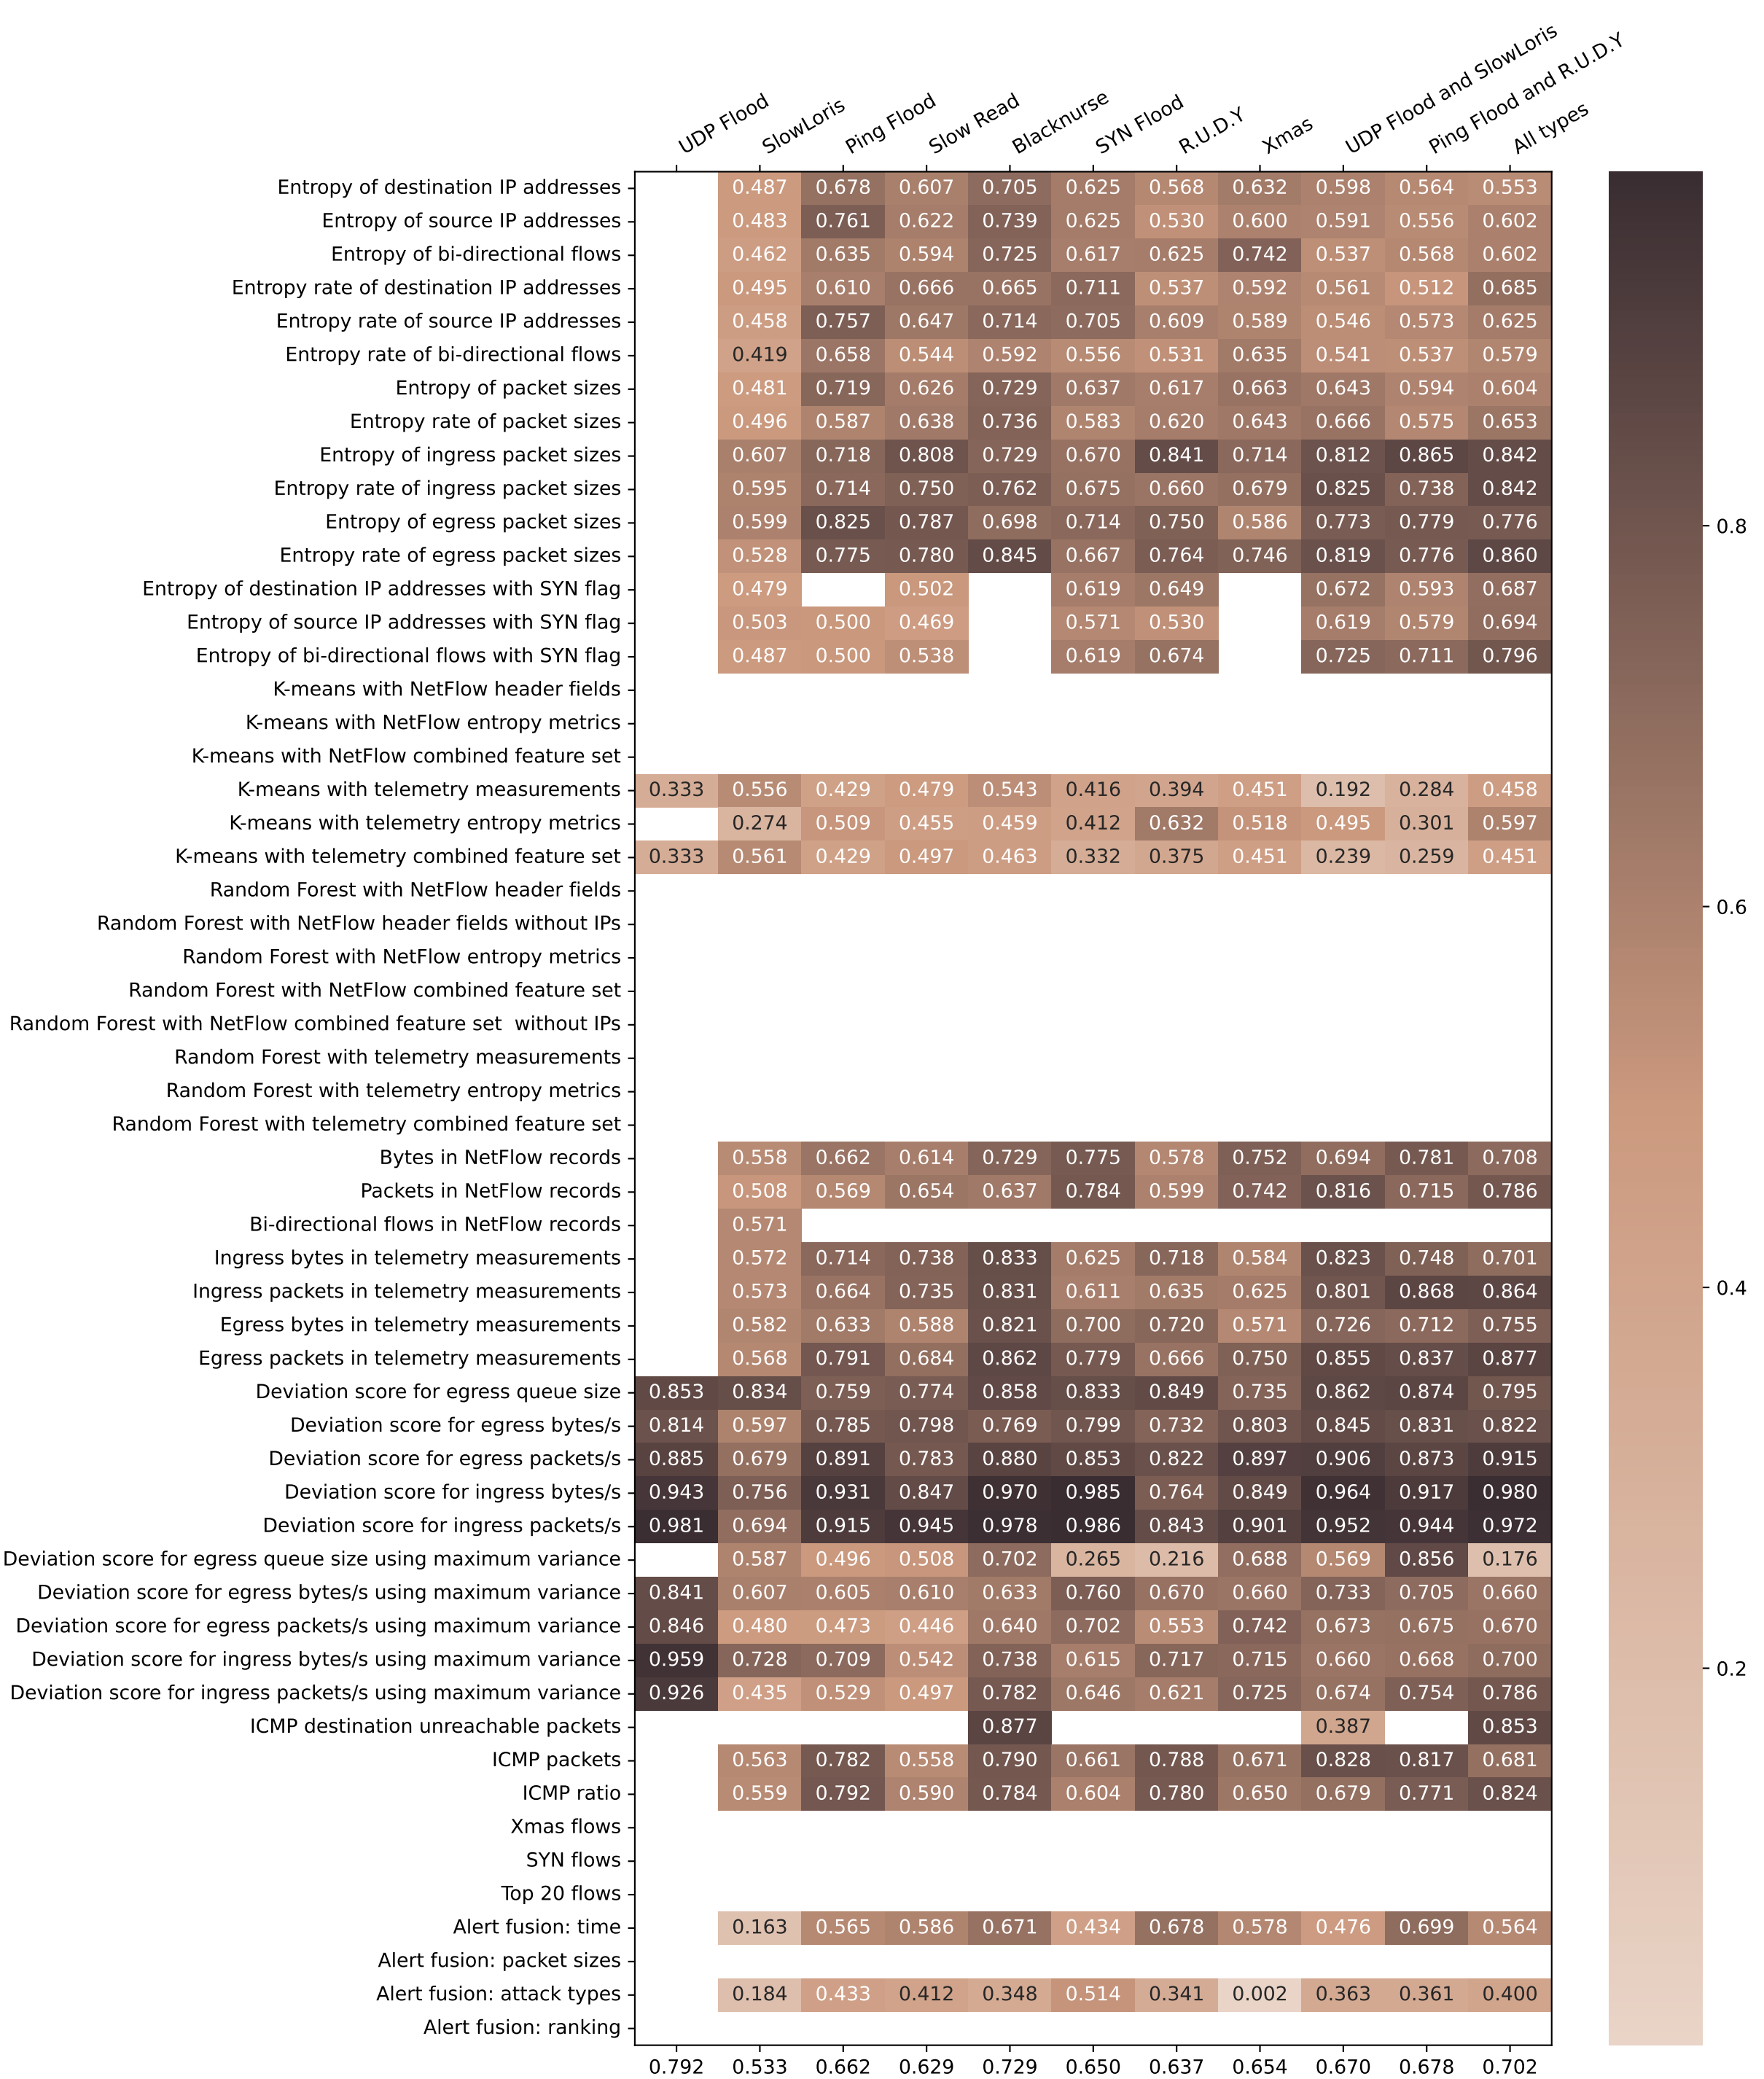 UDP Flood
SlowLoris
Ping Flood
Slow Read
Blacknurse
SYN Flood
R.U.D.Y
Xmas
UDP Flood and SlowLoris
Ping Flood and R.U.D.Y
All types
Entropy of destination IP addresses 0.487 0.678 0.607 0.705 0.625 0.568 0.632 0.598 0.564 0.553
Entropy of source IP addresses 0.483 0.761 0.622 0.739 0.625 0.530 0.600 0.591 0.556 0.602
Entropy of bi-directional flows 0.462 0.635 0.594 0.725 0.617 0.625 0.742 0.537 0.568 0.602
Entropy rate of destination IP addresses 0.495 0.610 0.666 0.665 0.711 0.537 0.592 0.561 0.512 0.685
Entropy rate of source IP addresses 0.458 0.757 0.647 0.714 0.705 0.609 0.589 0.546 0.573 0.625
Entropy rate of bi-directional flows 0.419 0.658 0.544 0.592 0.556 0.531 0.635 0.541 0.537 0.579
Entropy of packet sizes 0.481 0.719 0.626 0.729 0.637 0.617 0.663 0.643 0.594 0.604
Entropy rate of packet sizes 0.496 0.587 0.638 0.736 0.583 0.620 0.643 0.666 0.575 0.653
Entropy of ingress packet sizes 0.607 0.718 0.808 0.729 0.670 0.841 0.714 0.812 0.865 0.842
Entropy rate of ingress packet sizes 0.595 0.714 0.750 0.762 0.675 0.660 0.679 0.825 0.738 0.842
Entropy of egress packet sizes 0.599 0.825 0.787 0.698 0.714 0.750 0.586 0.773 0.779 0.776
Entropy rate of egress packet sizes 0.528 0.775 0.780 0.845 0.667 0.764 0.746 0.819 0.776 0.860
Entropy of destination IP addresses with SYN flag 0.479 0.502 0.619 0.649 0.672 0.593 0.687
Entropy of source IP addresses with SYN flag 0.503 0.500 0.469 0.571 0.530 0.619 0.579 0.694
Entropy of bi-directional flows with SYN flag 0.487 0.500 0.538 0.619 0.674 0.725 0.711 0.796
K-means with NetFlow header fields
K-means with NetFlow entropy metrics
K-means with NetFlow combined feature set
K-means with telemetry measurements 0.333 0.556 0.429 0.479 0.543 0.416 0.394 0.451 0.192 0.284 0.458
K-means with telemetry entropy metrics 0.274 0.509 0.455 0.459 0.412 0.632 0.518 0.495 0.301 0.597
K-means with telemetry combined feature set 0.333 0.561 0.429 0.497 0.463 0.332 0.375 0.451 0.239 0.259 0.451
Random Forest with NetFlow header fields
Random Forest with NetFlow header fields without IPs
Random Forest with NetFlow entropy metrics
Random Forest with NetFlow combined feature set
Random Forest with NetFlow combined feature set  without IPs
Random Forest with telemetry measurements
Random Forest with telemetry entropy metrics
Random Forest with telemetry combined feature set
Bytes in NetFlow records 0.558 0.662 0.614 0.729 0.775 0.578 0.752 0.694 0.781 0.708
Packets in NetFlow records 0.508 0.569 0.654 0.637 0.784 0.599 0.742 0.816 0.715 0.786
Bi-directional flows in NetFlow records 0.571
Ingress bytes in telemetry measurements 0.572 0.714 0.738 0.833 0.625 0.718 0.584 0.823 0.748 0.701
Ingress packets in telemetry measurements 0.573 0.664 0.735 0.831 0.611 0.635 0.625 0.801 0.868 0.864
Egress bytes in telemetry measurements 0.582 0.633 0.588 0.821 0.700 0.720 0.571 0.726 0.712 0.755
Egress packets in telemetry measurements 0.568 0.791 0.684 0.862 0.779 0.666 0.750 0.855 0.837 0.877
Deviation score for egress queue size 0.853 0.834 0.759 0.774 0.858 0.833 0.849 0.735 0.862 0.874 0.795
Deviation score for egress bytes/s 0.814 0.597 0.785 0.798 0.769 0.799 0.732 0.803 0.845 0.831 0.822
Deviation score for egress packets/s 0.885 0.679 0.891 0.783 0.880 0.853 0.822 0.897 0.906 0.873 0.915
Deviation score for ingress bytes/s 0.943 0.756 0.931 0.847 0.970 0.985 0.764 0.849 0.964 0.917 0.980
Deviation score for ingress packets/s 0.981 0.694 0.915 0.945 0.978 0.986 0.843 0.901 0.952 0.944 0.972
Deviation score for egress queue size using maximum variance 0.587 0.496 0.508 0.702 0.265 0.216 0.688 0.569 0.856 0.176
Deviation score for egress bytes/s using maximum variance 0.841 0.607 0.605 0.610 0.633 0.760 0.670 0.660 0.733 0.705 0.660
Deviation score for egress packets/s using maximum variance 0.846 0.480 0.473 0.446 0.640 0.702 0.553 0.742 0.673 0.675 0.670
Deviation score for ingress bytes/s using maximum variance 0.959 0.728 0.709 0.542 0.738 0.615 0.717 0.715 0.660 0.668 0.700
Deviation score for ingress packets/s using maximum variance 0.926 0.435 0.529 0.497 0.782 0.646 0.621 0.725 0.674 0.754 0.786
ICMP destination unreachable packets 0.877 0.387 0.853
ICMP packets 0.563 0.782 0.558 0.790 0.661 0.788 0.671 0.828 0.817 0.681
ICMP ratio 0.559 0.792 0.590 0.784 0.604 0.780 0.650 0.679 0.771 0.824
Xmas flows
SYN flows
Top 20 flows
Alert fusion: time 0.163 0.565 0.586 0.671 0.434 0.678 0.578 0.476 0.699 0.564
Alert fusion: packet sizes
Alert fusion: attack types 0.184 0.433 0.412 0.348 0.514 0.341 0.002 0.363 0.361 0.400
Alert fusion: ranking
0.792 0.533 0.662 0.629 0.729 0.650 0.637 0.654 0.670 0.678 0.702
0.8
0.6
0.4
0.2